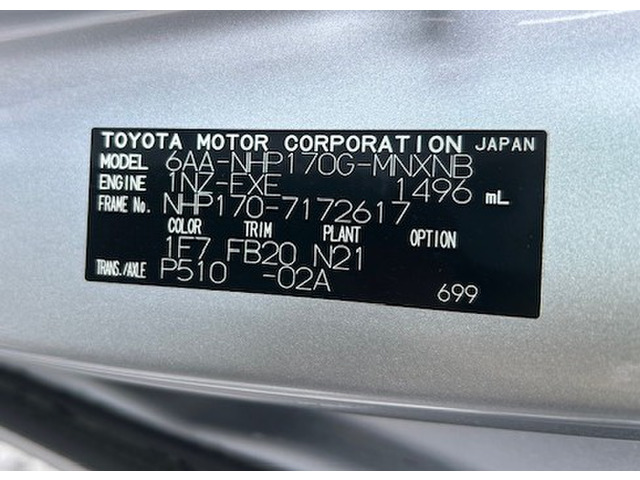 TOYOTA MOTOR CORPORATION JAPAN
MODEL 6AA-NHP170G-MNXNB
ENGINE 1NZ-EXE 1496 mL
FRAME No. NHP170-7172617
COLOR TRIM PLANT OPTION
1F7 FB20 N21
TRANS./AXLE P510 -02A
699